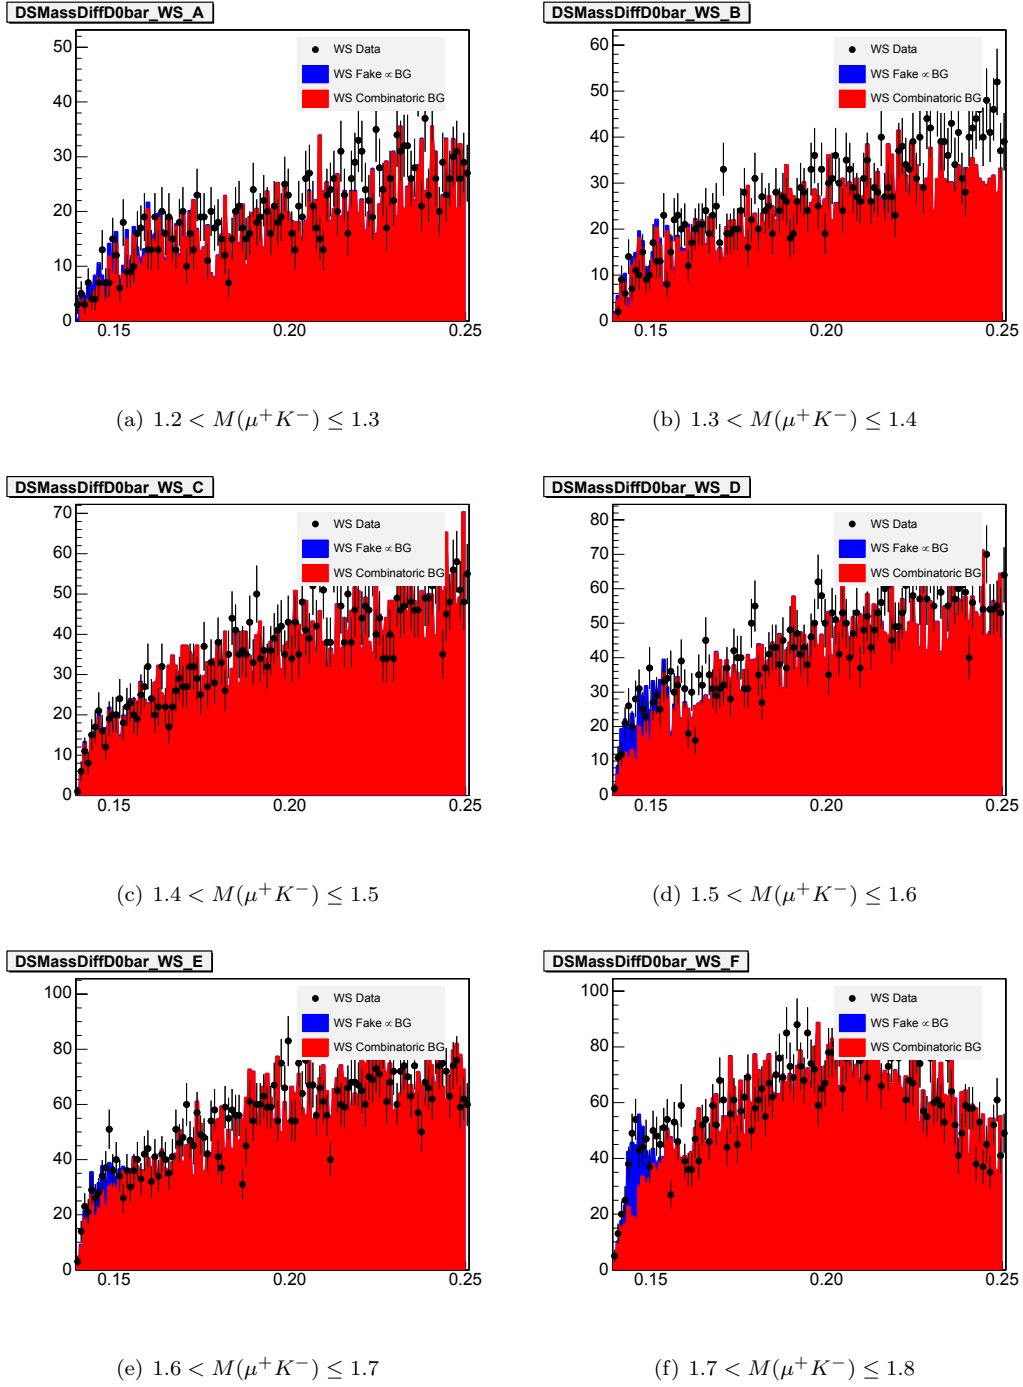 DSMassDiffD0bar_WS_A
50
40
30
20
10
0
0.15 0.20 0.25
WS Data
WS Fake ∝ BG
WS Combinatoric BG
(a) 1.2 < M(μ⁺K⁻) ≤ 1.3
DSMassDiffD0bar_WS_B
60
50
40
30
20
10
0
0.15 0.20 0.25
WS Data
WS Fake ∝ BG
WS Combinatoric BG
(b) 1.3 < M(μ⁺K⁻) ≤ 1.4
DSMassDiffD0bar_WS_C
70
60
50
40
30
20
10
0
0.15 0.20 0.25
WS Data
WS Fake ∝ BG
WS Combinatoric BG
(c) 1.4 < M(μ⁺K⁻) ≤ 1.5
DSMassDiffD0bar_WS_D
80
70
60
50
40
30
20
10
0
0.15 0.20 0.25
WS Data
WS Fake ∝ BG
WS Combinatoric BG
(d) 1.5 < M(μ⁺K⁻) ≤ 1.6
DSMassDiffD0bar_WS_E
100
80
60
40
20
0
0.15 0.20 0.25
WS Data
WS Fake ∝ BG
WS Combinatoric BG
(e) 1.6 < M(μ⁺K⁻) ≤ 1.7
DSMassDiffD0bar_WS_F
100
80
60
40
20
0
0.15 0.20 0.25
WS Data
WS Fake ∝ BG
WS Combinatoric BG
(f) 1.7 < M(μ⁺K⁻) ≤ 1.8